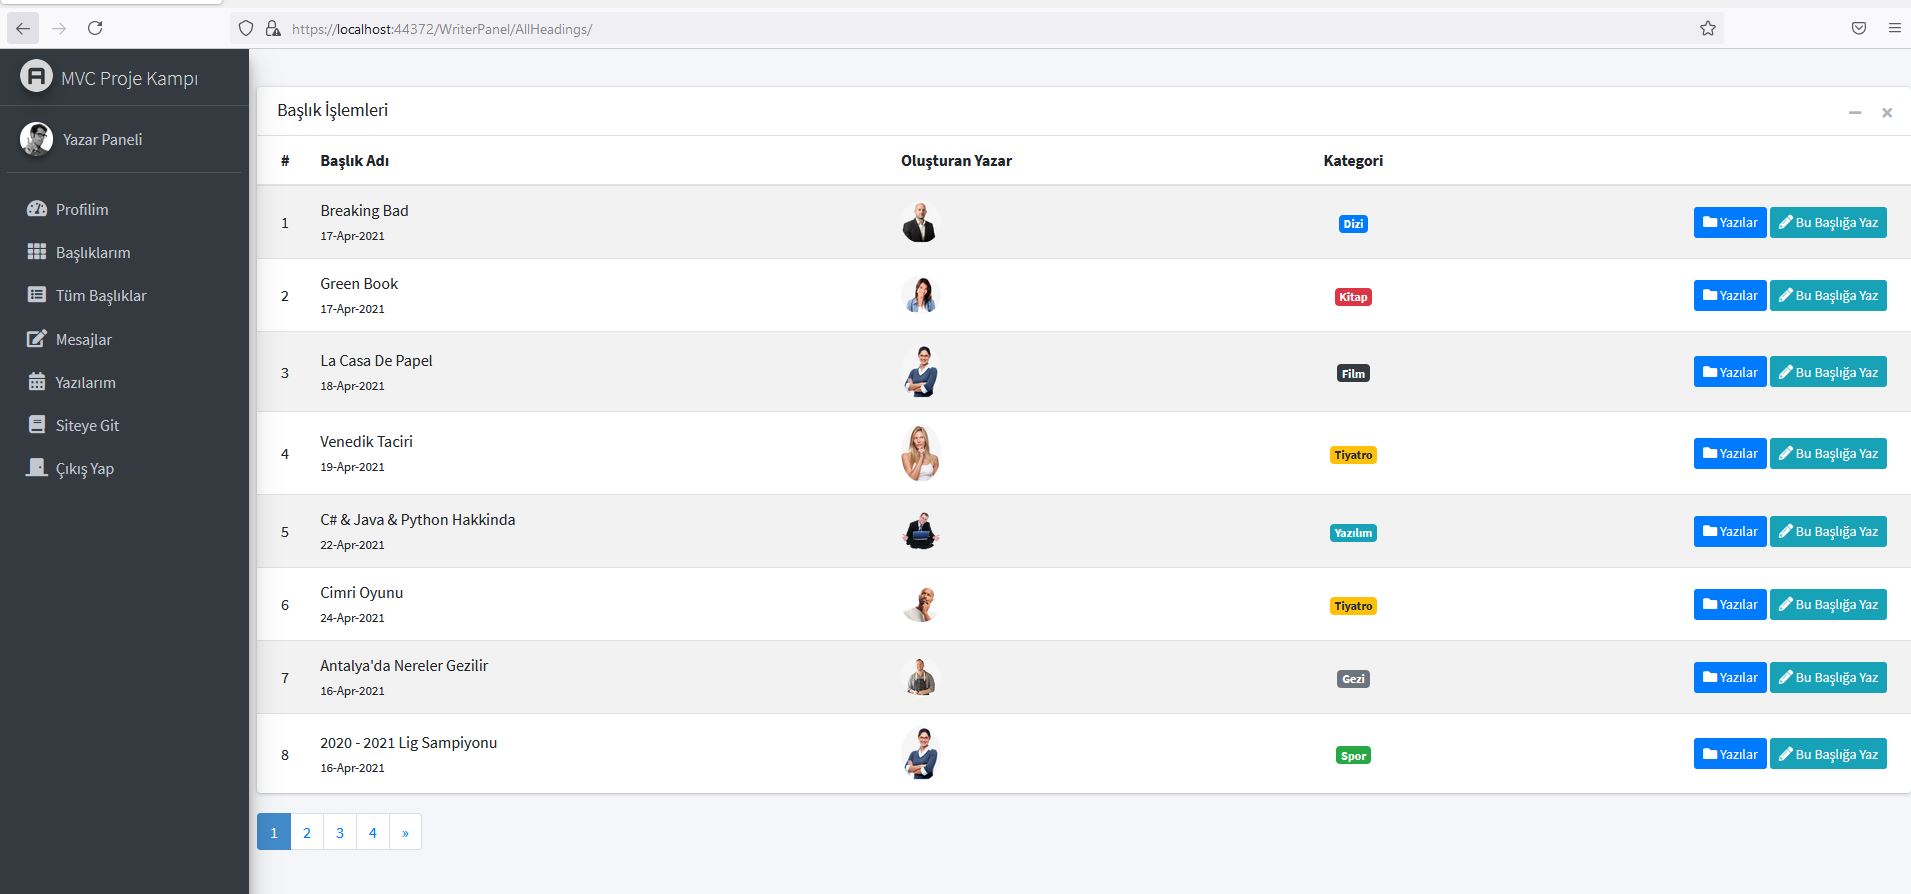 https://localhost:44372/WriterPanel/AllHeadings/
MVC Proje Kampı
Yazar Paneli
Profilim
Başlıklarım
Tüm Başlıklar
Mesajlar
Yazılarım
Siteye Git
Çıkış Yap
Başlık İşlemleri
# Başlık Adı Oluşturan Yazar Kategori
1 Breaking Bad Dizi Yazılar Bu Başlığa Yaz
17-Apr-2021
2 Green Book Kitap Yazılar Bu Başlığa Yaz
17-Apr-2021
3 La Casa De Papel Film Yazılar Bu Başlığa Yaz
18-Apr-2021
4 Venedik Taciri Tiyatro Yazılar Bu Başlığa Yaz
19-Apr-2021
5 C# & Java & Python Hakkinda Yazılım Yazılar Bu Başlığa Yaz
22-Apr-2021
6 Cimri Oyunu Tiyatro Yazılar Bu Başlığa Yaz
24-Apr-2021
7 Antalya'da Nereler Gezilir Gezi Yazılar Bu Başlığa Yaz
16-Apr-2021
8 2020 - 2021 Lig Sampiyonu Spor Yazılar Bu Başlığa Yaz
16-Apr-2021
1 2 3 4 »